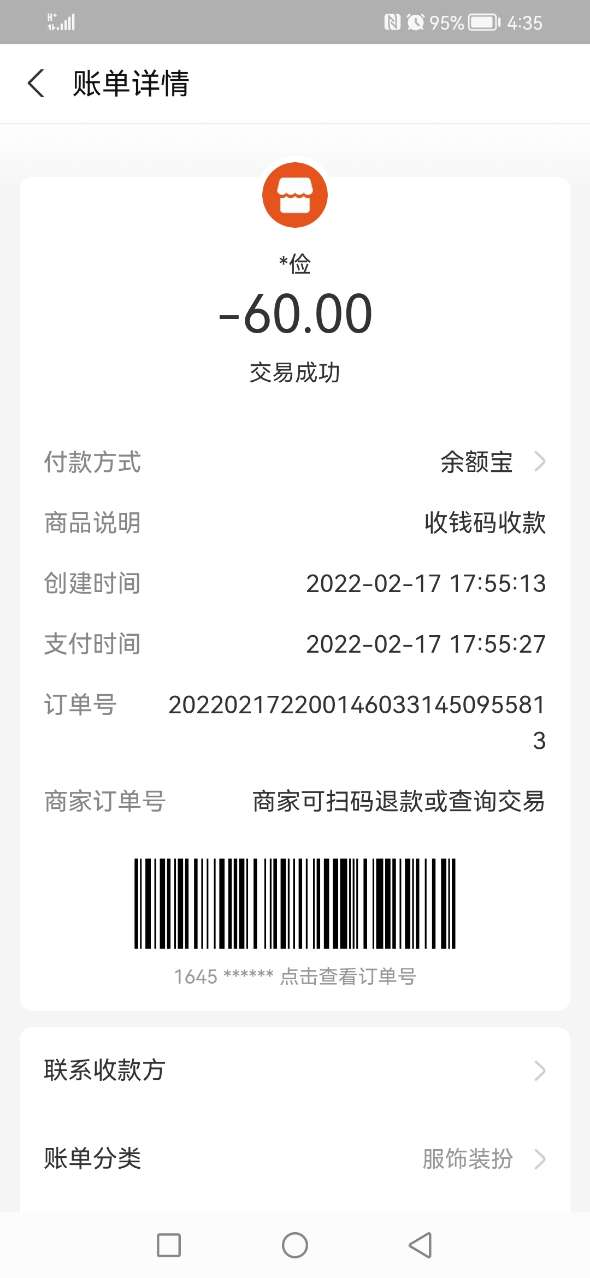 95% 4:35
账单详情
*俭
-60.00
交易成功
付款方式 余额宝
商品说明 收钱码收款
创建时间 2022-02-17 17:55:13
支付时间 2022-02-17 17:55:27
订单号 202202172200146033145095581
3
商家订单号 商家可扫码退款或查询交易
1645 ****** 点击查看订单号
联系收款方
账单分类 服饰装扮